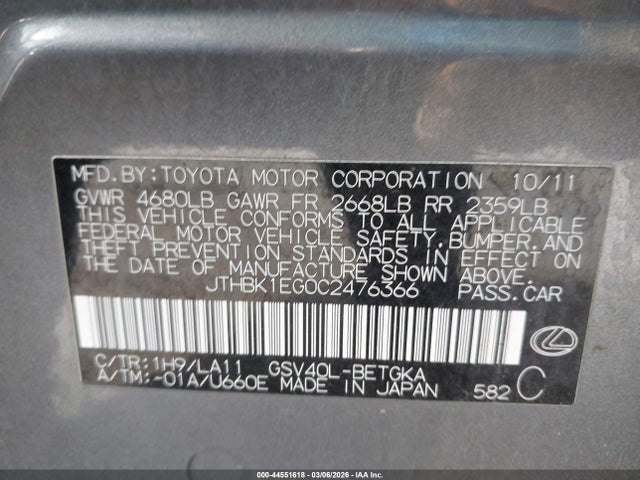 MFD.BY:TOYOTA MOTOR CORPORATION 10/11
GVWR 4680LB GAWR FR 2668LB RR 2359LB
THIS VEHICLE CONFORMS TO ALL APPLICABLE
FEDERAL MOTOR VEHICLE SAFETY,BUMPER,AND
THEFT PREVENTION STANDARDS IN EFFECT ON
THE DATE OF MANUFACTURE SHOWN ABOVE.
JTHBK1EG0C2476366 PASS.CAR
C/TR:1H9/LA11 GSV40L-BETGKA
A/TM:-01A/U660E MADE IN JAPAN 582 C
000-44551618 | 03/06/2026 | IAA Inc.